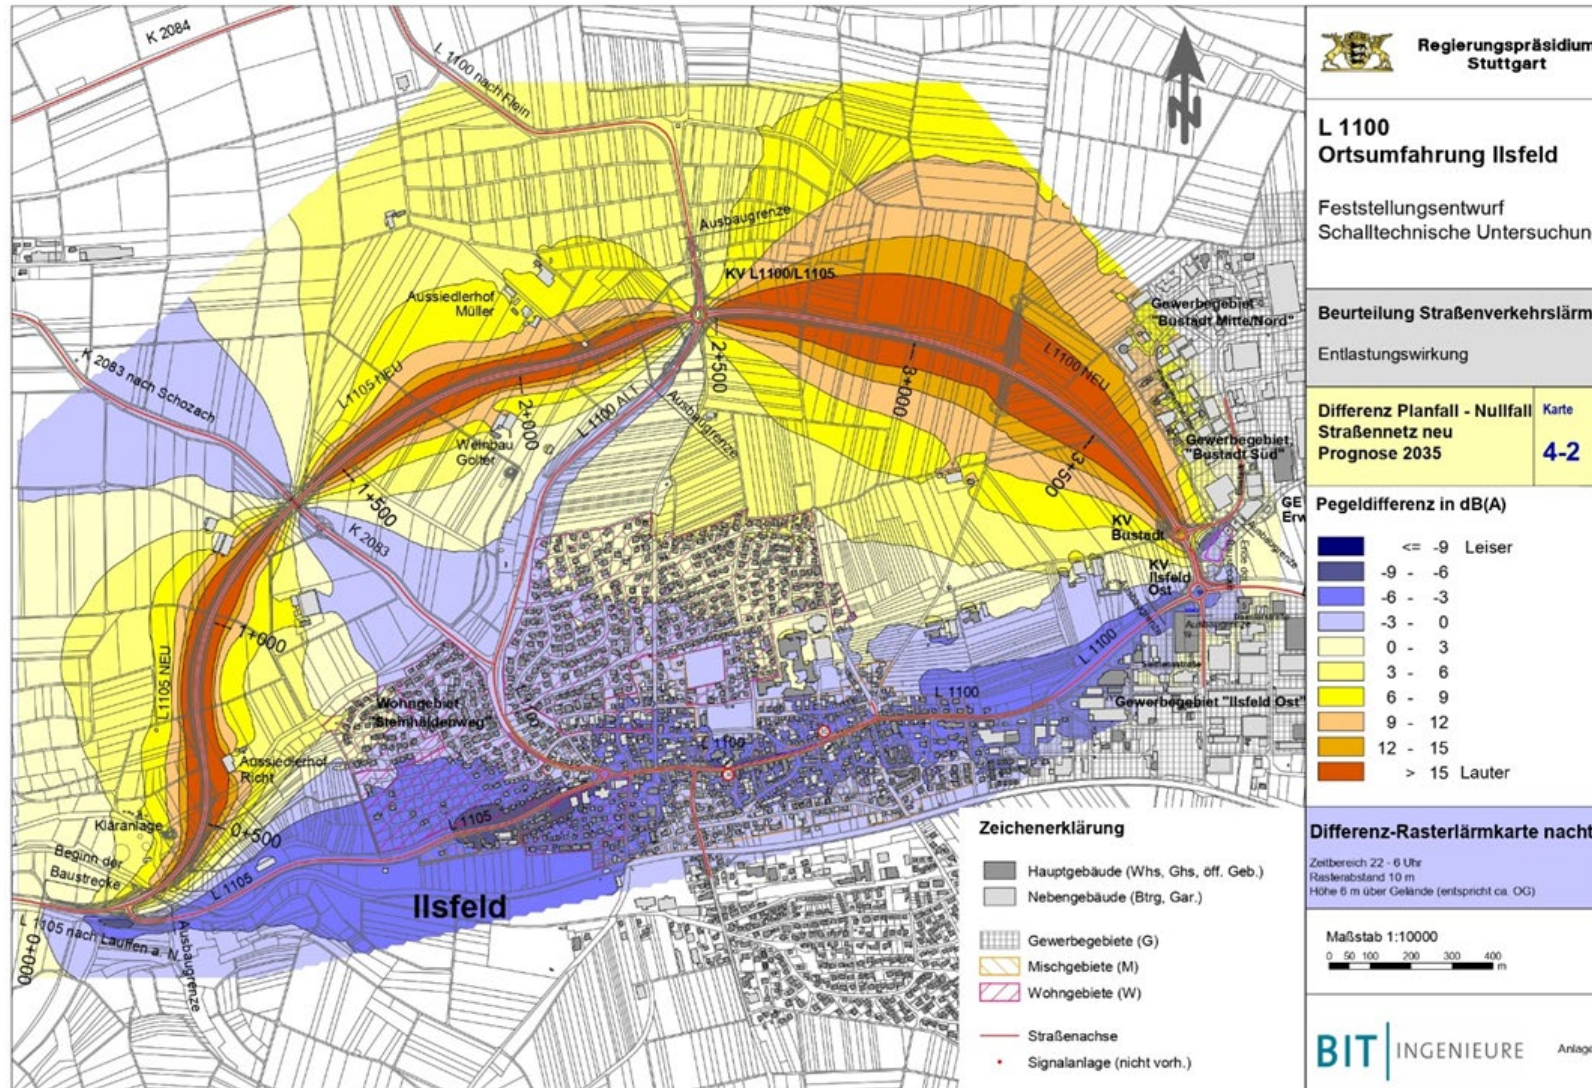 K 2084
L 1100 nach Flein
Ausbaugrenze
KV L1100/L1105
Aussiedlerhof
Müller
K 2083 nach Schozach
L1105 NEU
2+500
2+000
L 1100 ALT
Ausbaugrenze
Weinbau
Golter
3+000
L1100 NEU
Gewerbegebiet
"Bustadt Mitte/Nord"
Gewerbegebiet,
"Bustadt Süd"
3+500
1+500
K 2083
KV
Bustadt
KV
Ilsfeld
Ost
GE
Erw
Ausbaugrenze
1+000
L1105 NEU
L 1100
L 1100
Gewerbegebiet "Ilsfeld Ost"
Wohngebiet
"Steinhaldenweg"
L 1100
Aussiedlerhof
Richt
Kläranlage
0+500
L 1105
Beginn der
Baustrecke
L 1105
Ilsfeld
L 1105 nach Lauffen a. N.
Ausbaugrenze
0+000
N
Zeichenerklärung
Hauptgebäude (Whs, Ghs, öff. Geb.)
Nebengebäude (Btrg, Gar.)
Gewerbegebiete (G)
Mischgebiete (M)
Wohngebiete (W)
Straßenachse
Signalanlage (nicht vorh.)
Regierungspräsidium
Stuttgart
L 1100
Ortsumfahrung Ilsfeld
Feststellungsentwurf
Schalltechnische Untersuchun
Beurteilung Straßenverkehrslärm
Entlastungswirkung
Differenz Planfall - Nullfall
Straßennetz neu
Prognose 2035
Karte
4-2
Pegeldifferenz in dB(A)
<= -9 Leiser
-9 - -6
-6 - -3
-3 - 0
0 - 3
3 - 6
6 - 9
9 - 12
12 - 15
> 15 Lauter
Differenz-Rasterlärmkarte nacht
Zeitbereich 22 - 6 Uhr
Rasterabstand 10 m
Höhe 6 m über Gelände (entspricht ca. OG)
Maßstab 1:10000
0 50 100 200 300 400
m
BIT INGENIEURE
Anlage